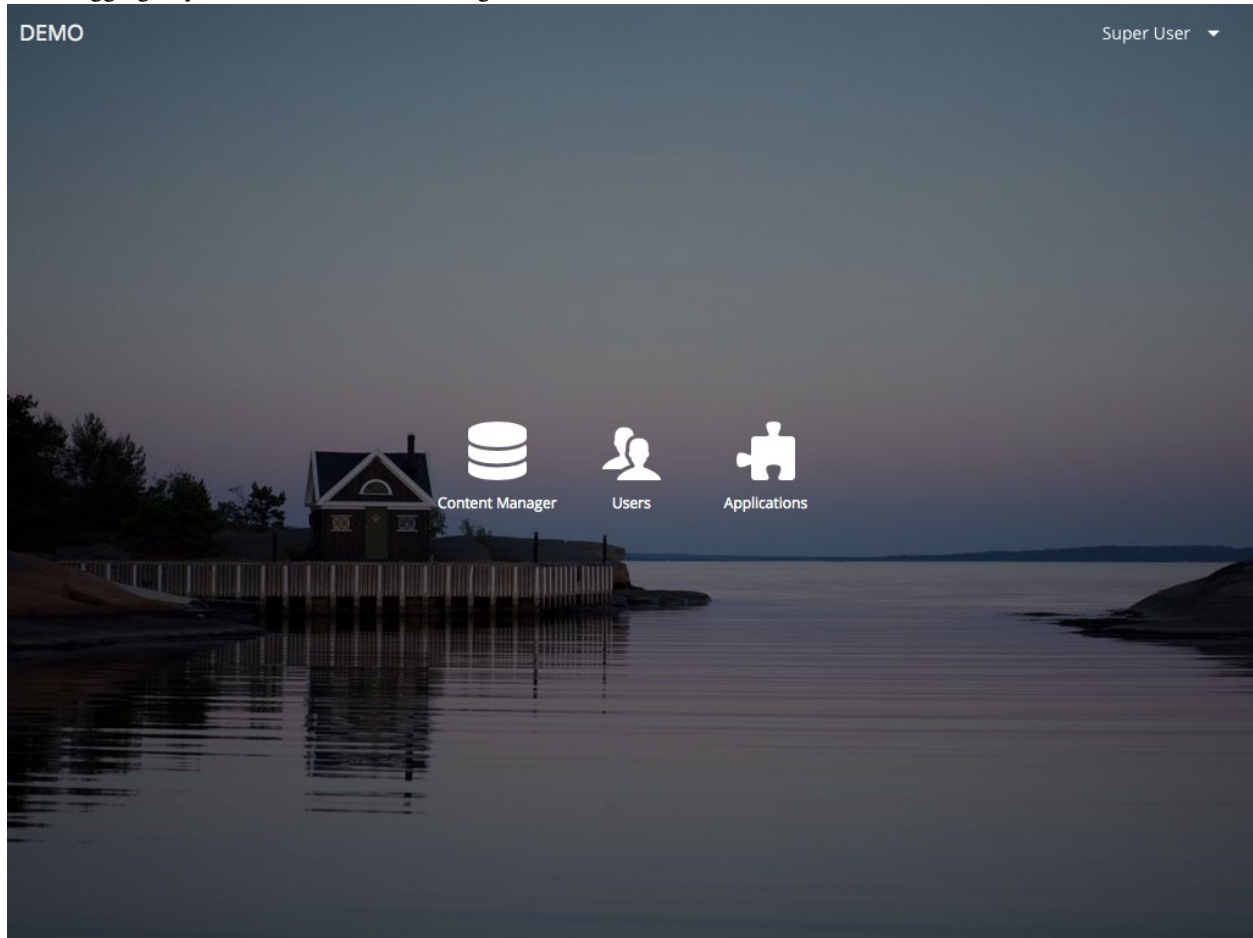 DEMO
Super User
Content Manager
Users
Applications